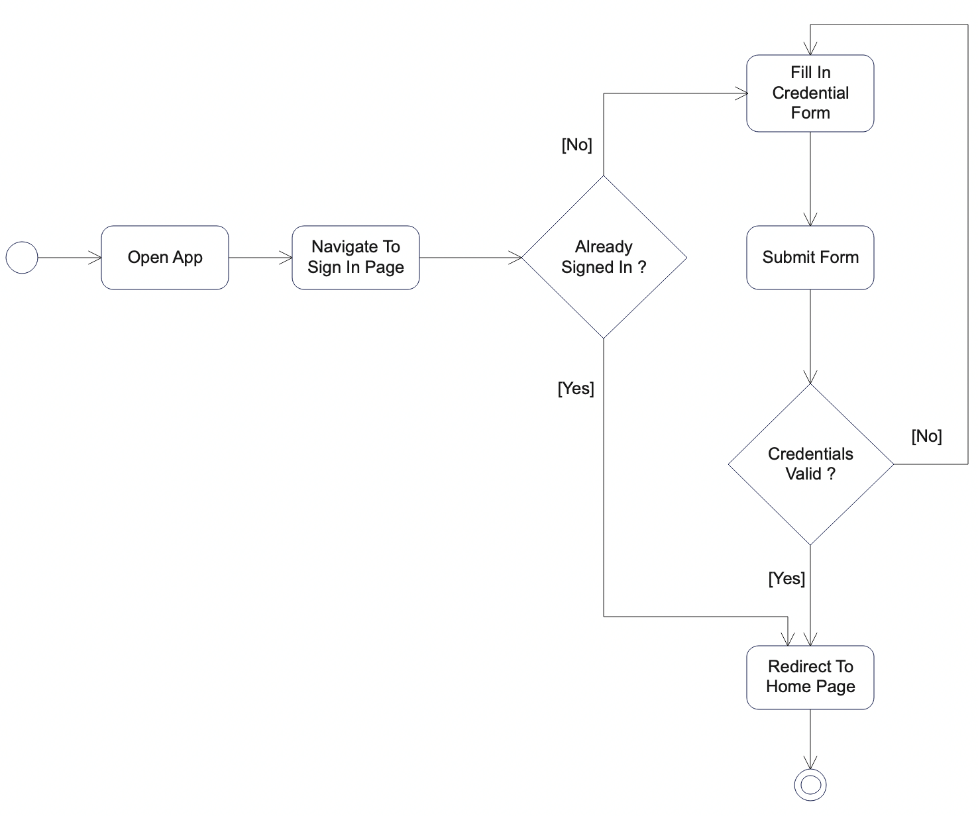 Open App
Navigate To
Sign In Page
Already
Signed In ?
[No]
[Yes]
Fill In
Credential
Form
Submit Form
Credentials
Valid ?
[No]
[Yes]
Redirect To
Home Page